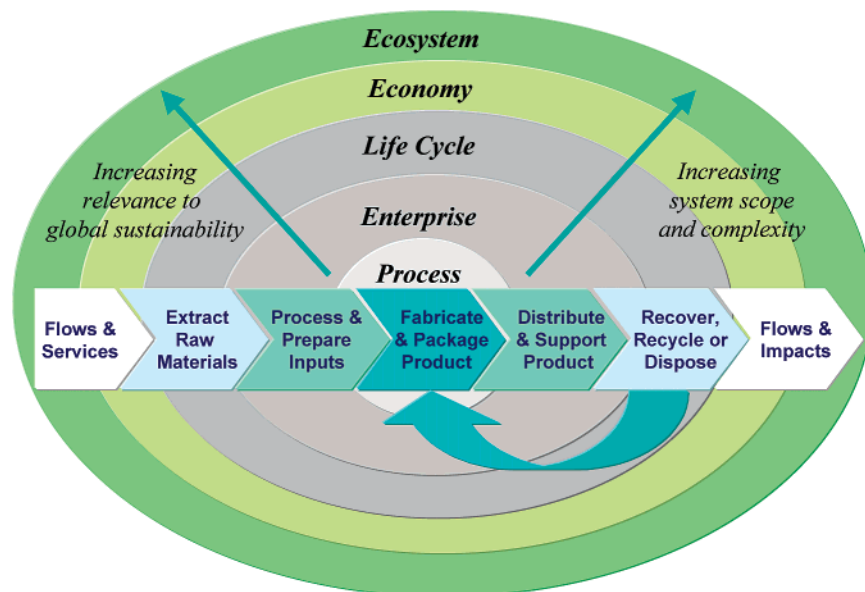 Ecosystem
Economy
Life Cycle
Increasing
relevance to
global sustainability
Increasing
system scope
and complexity
Enterprise
Process
Flows &
Services
Extract
Raw
Materials
Process &
Prepare
Inputs
Fabricate
& Package
Product
Distribute
& Support
Product
Recover,
Recycle or
Dispose
Flows &
Impacts